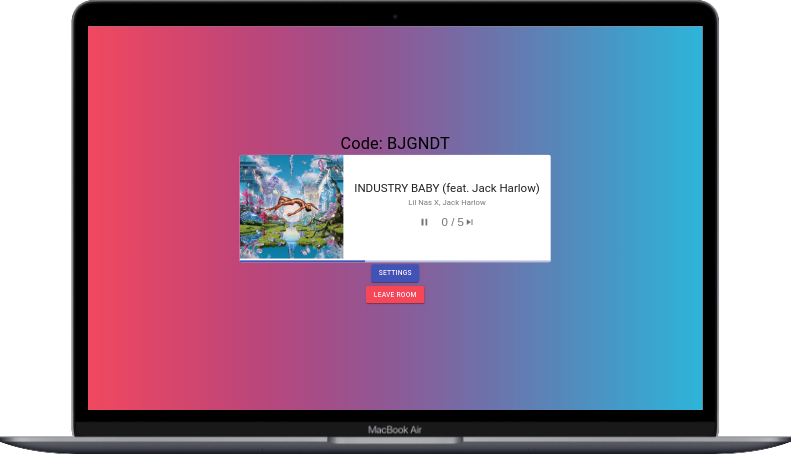 Code: BJGNDT
INDUSTRY BABY (feat. Jack Harlow)
Lil Nas X, Jack Harlow
0 / 5
SETTINGS
LEAVE ROOM
MacBook Air